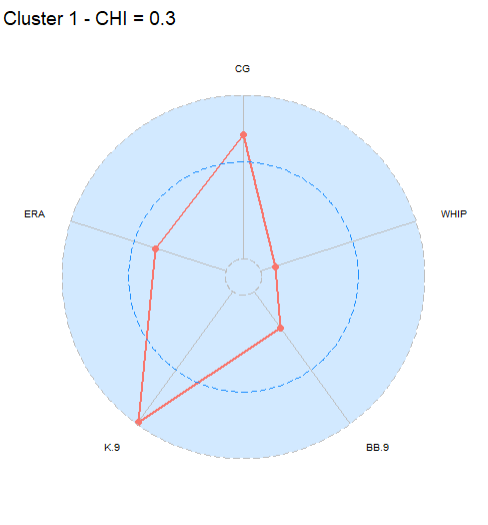 Cluster 1 - CHI = 0.3
CG
ERA
WHIP
K.9
BB.9